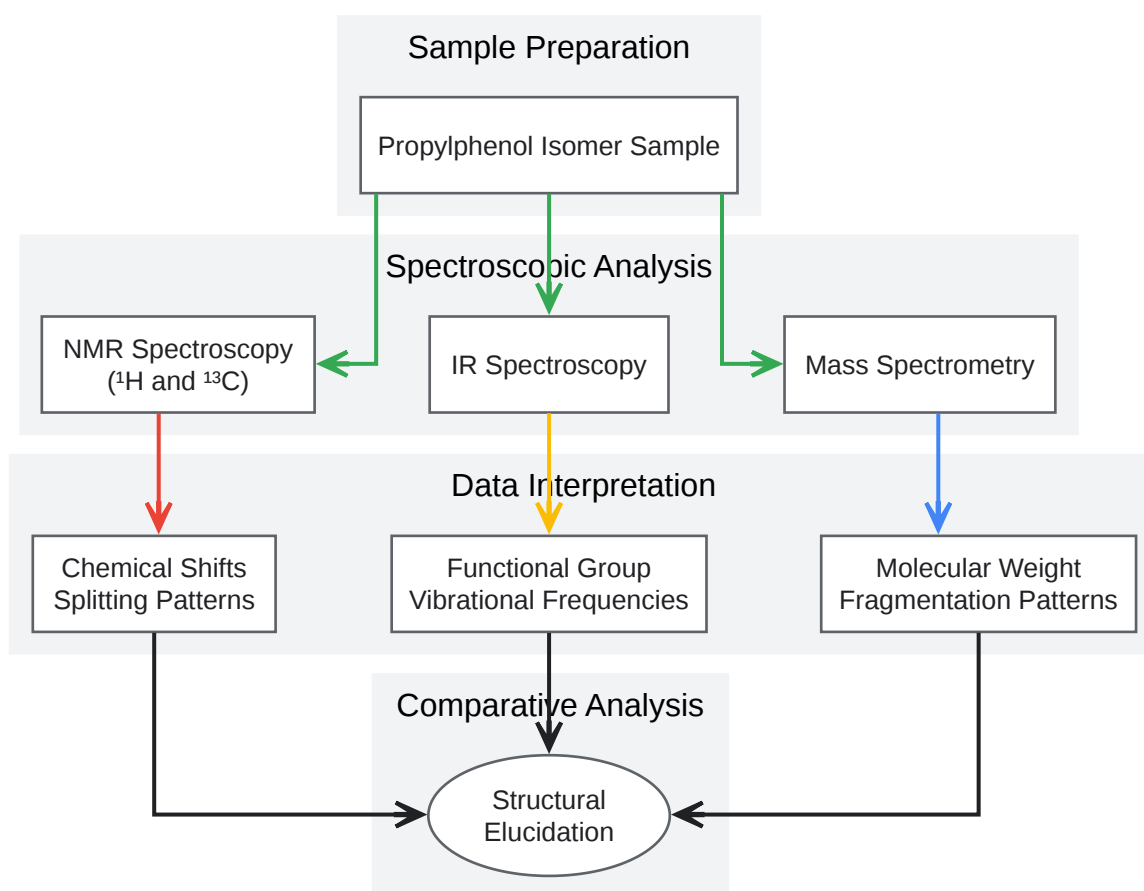 Sample Preparation
Propylphenol Isomer Sample
Spectroscopic Analysis
NMR Spectroscopy
(¹H and ¹³C)
IR Spectroscopy
Mass Spectrometry
Data Interpretation
Chemical Shifts
Splitting Patterns
Functional Group
Vibrational Frequencies
Molecular Weight
Fragmentation Patterns
Comparative Analysis
Structural
Elucidation